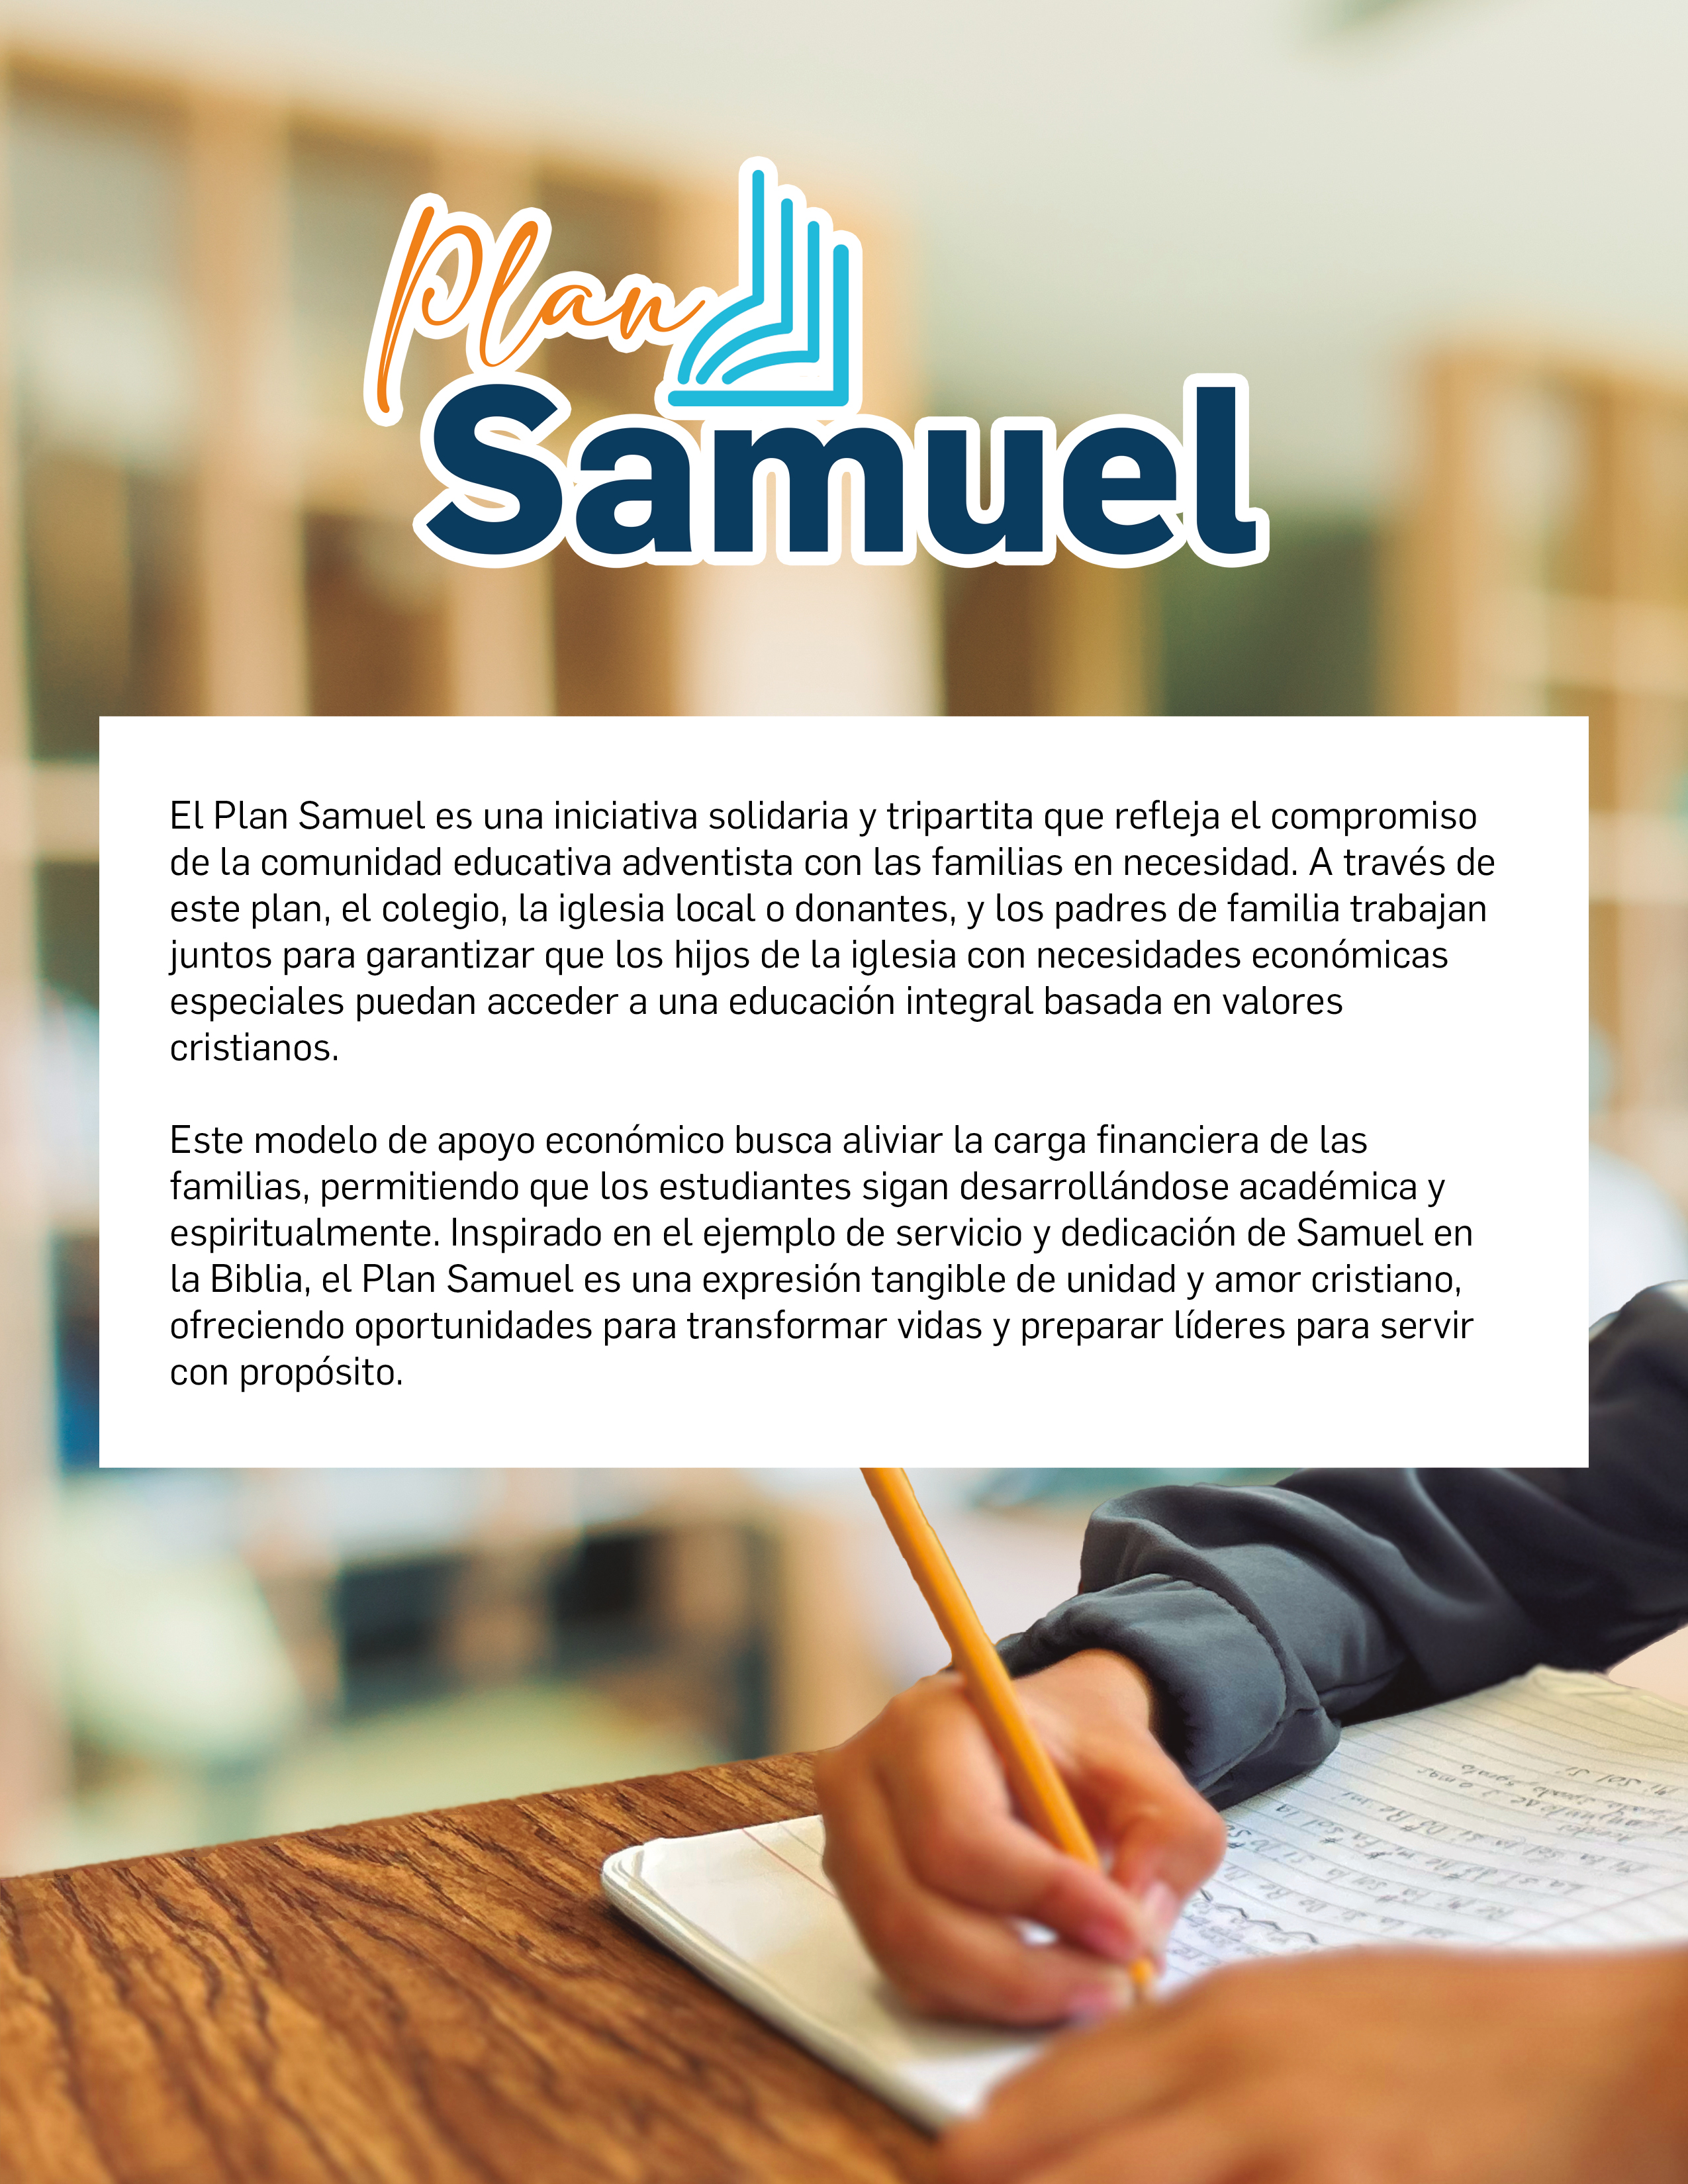 Plan
Samuel
El Plan Samuel es una iniciativa solidaria y tripartita que refleja el compromiso
de la comunidad educativa adventista con las familias en necesidad. A través de
este plan, el colegio, la iglesia local o donantes, y los padres de familia trabajan
juntos para garantizar que los hijos de la iglesia con necesidades económicas
especiales puedan acceder a una educación integral basada en valores
cristianos.
Este modelo de apoyo económico busca aliviar la carga financiera de las
familias, permitiendo que los estudiantes sigan desarrollándose académica y
espiritualmente. Inspirado en el ejemplo de servicio y dedicación de Samuel en
la Biblia, el Plan Samuel es una expresión tangible de unidad y amor cristiano,
ofreciendo oportunidades para transformar vidas y preparar líderes para servir
con propósito.